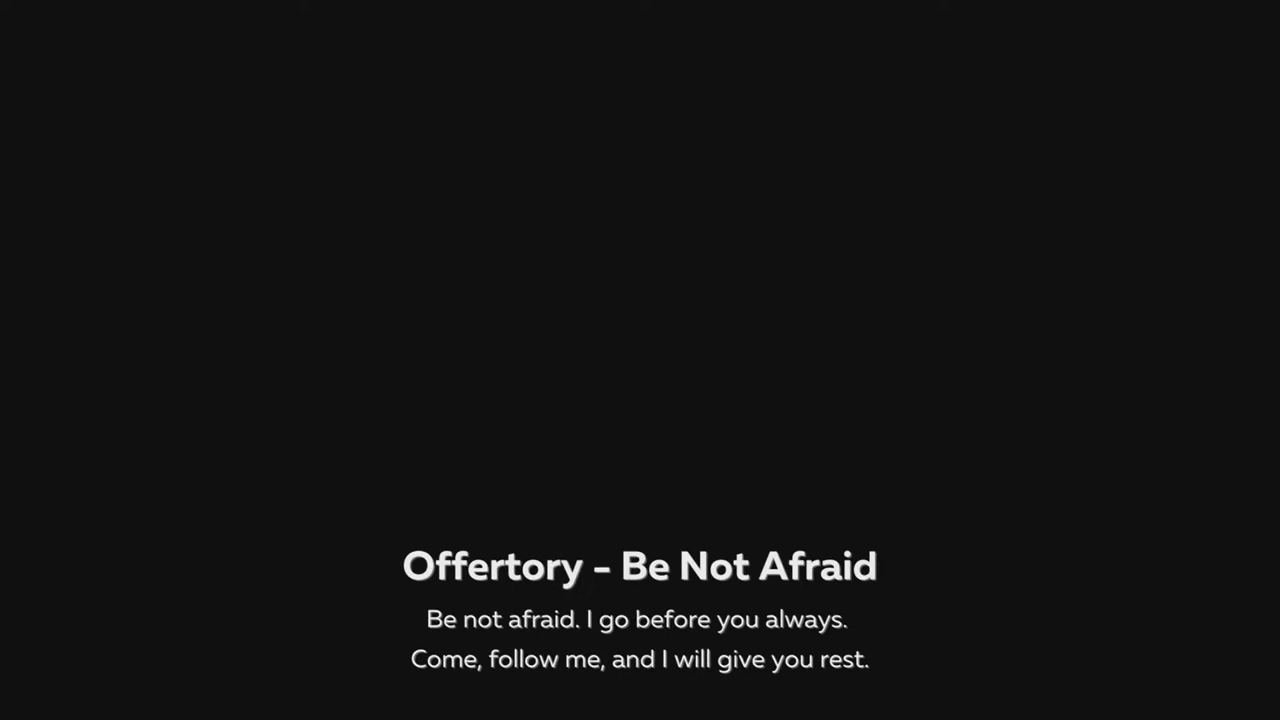 Offertory - Be Not Afraid
Be not afraid. I go before you always.
Come, follow me, and I will give you rest.